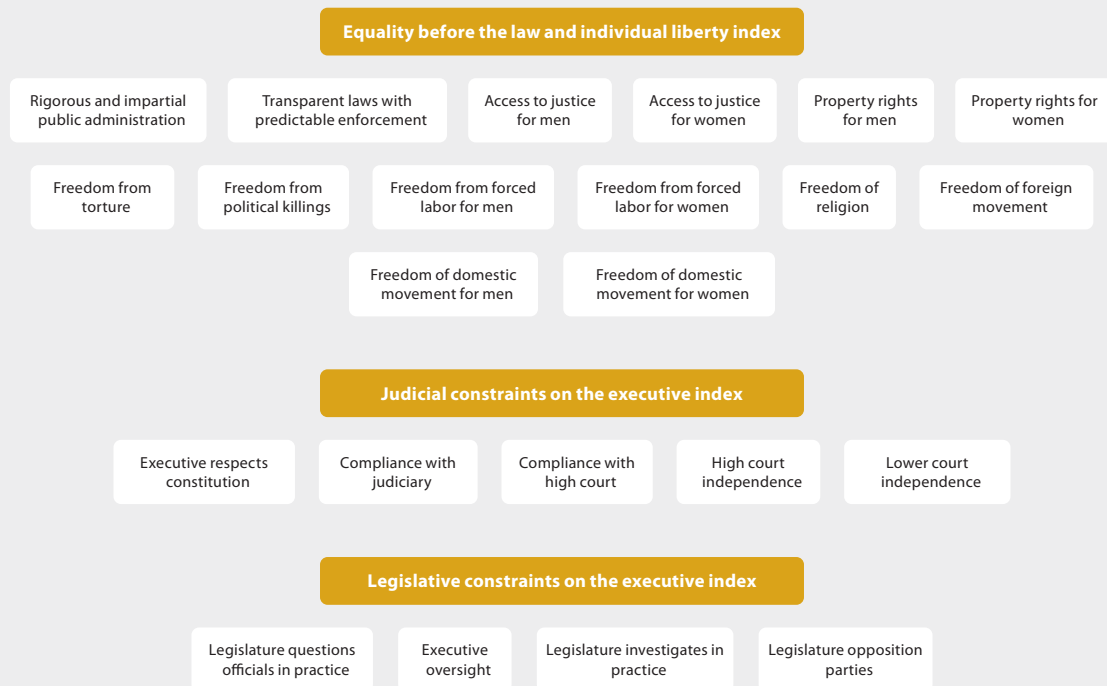 Equality before the law and individual liberty index
Rigorous and impartial
public administration
Transparent laws with
predictable enforcement
Access to justice
for men
Access to justice
for women
Property rights
for men
Property rights for
women
Freedom from
torture
Freedom from
political killings
Freedom from forced
labor for men
Freedom from forced
labor for women
Freedom of
religion
Freedom of foreign
movement
Freedom of domestic
movement for men
Freedom of domestic
movement for women
Judicial constraints on the executive index
Executive respects
constitution
Compliance with
judiciary
Compliance with
high court
High court
independence
Lower court
independence
Legislative constraints on the executive index
Legislature questions
officials in practice
Executive
oversight
Legislature investigates in
practice
Legislature opposition
parties